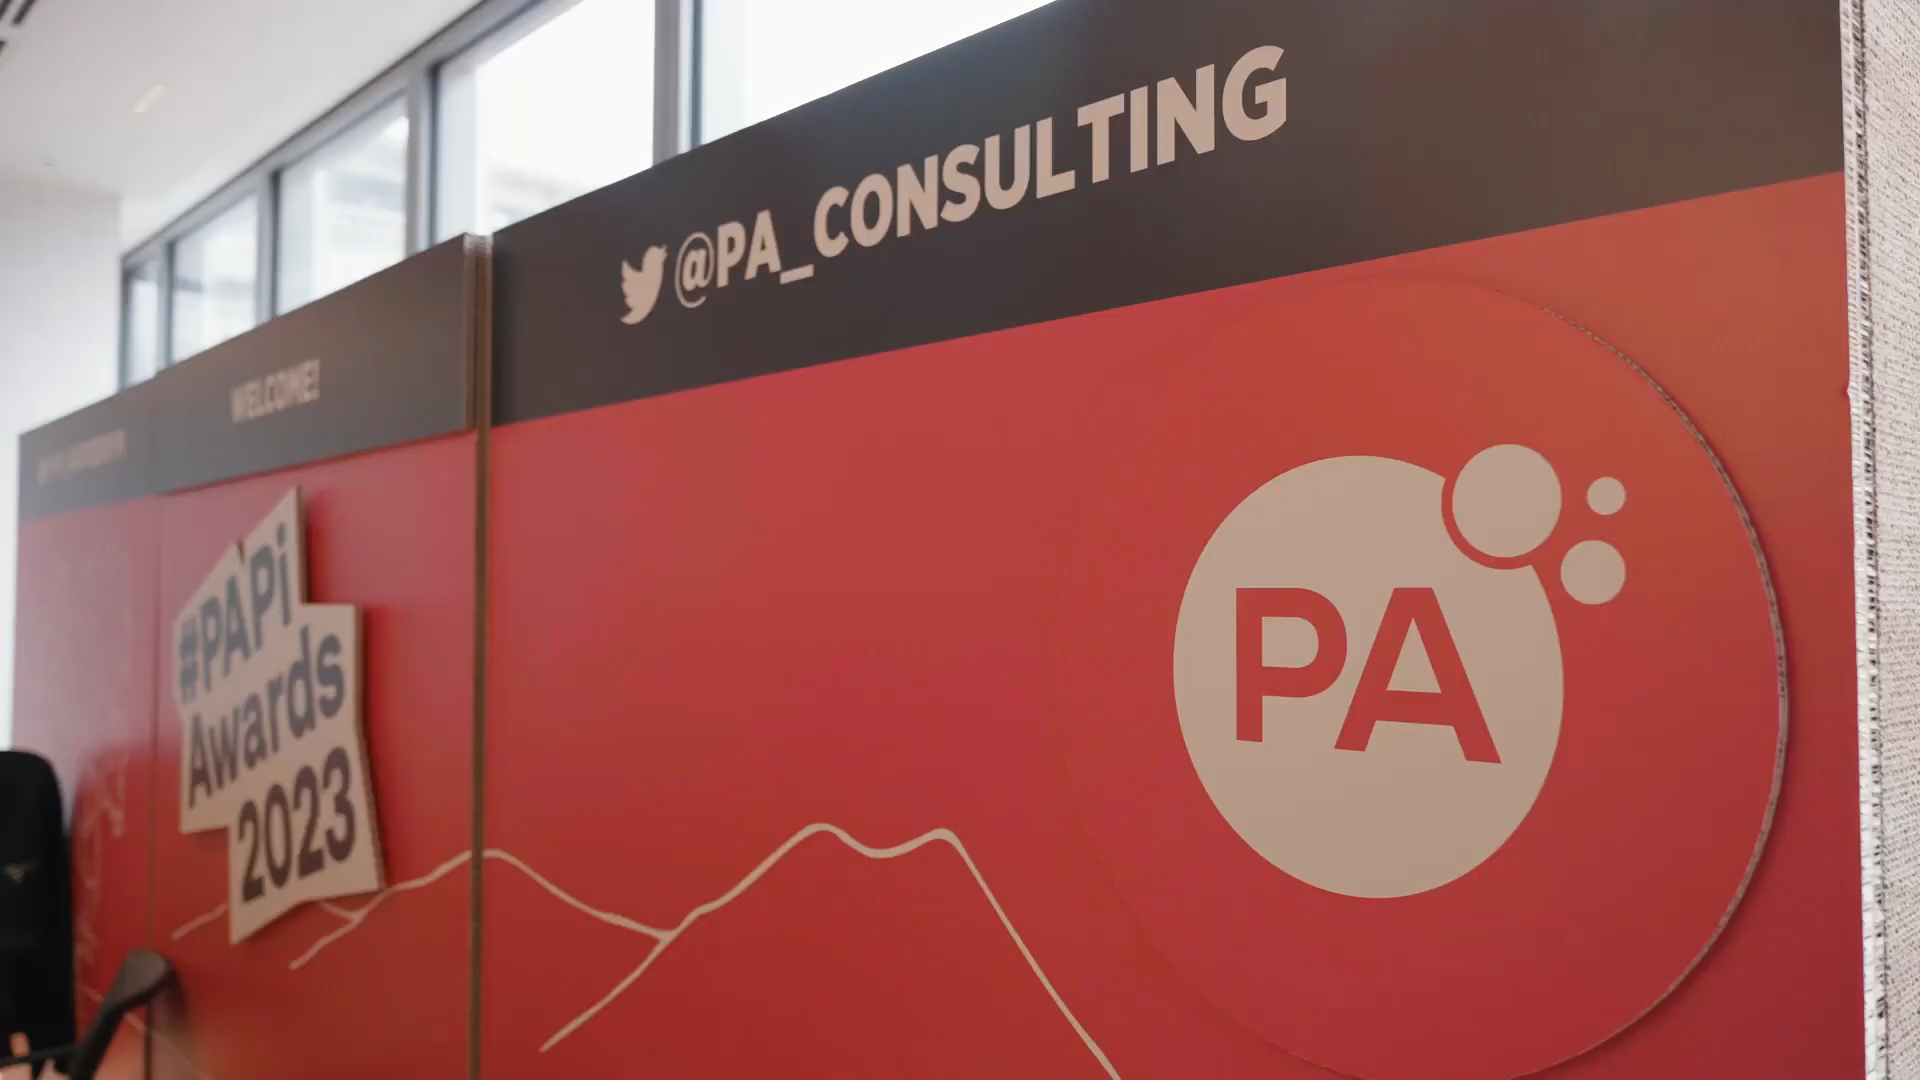 @PA_CONSULTING
WELCOME!
#PAPi
Awards
2023
PA